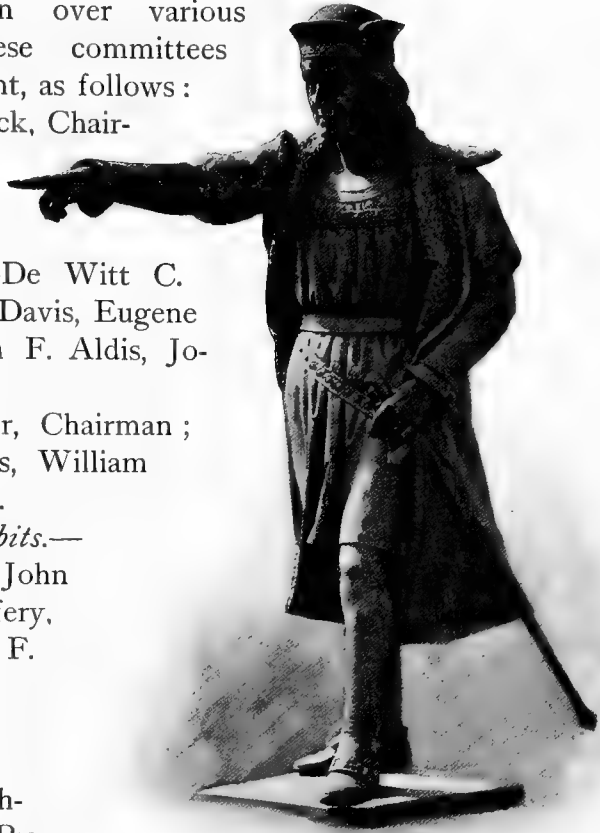 n over various
ese committees
nt, as follows:
ck, Chair-
De Witt C.
Davis, Eugene
F. Aldis, Jo-
r, Chairman;
s, William
bits.—
John
fery,
F.
h-